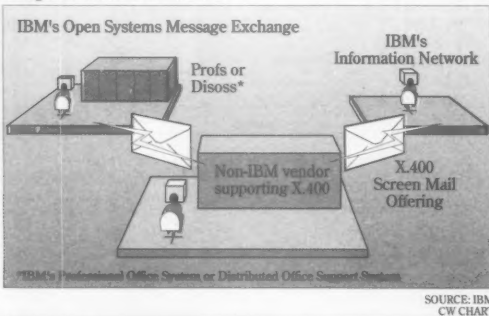 IBM's Open Systems Message Exchange
Profs or
Disoss*
IBM's
Information Network
Non-IBM vendor
supporting X.400
X.400
Screen Mail
Offering
*IBM's Professional Office System or Distributed Office Support System
SOURCE: IBM
CW CHART